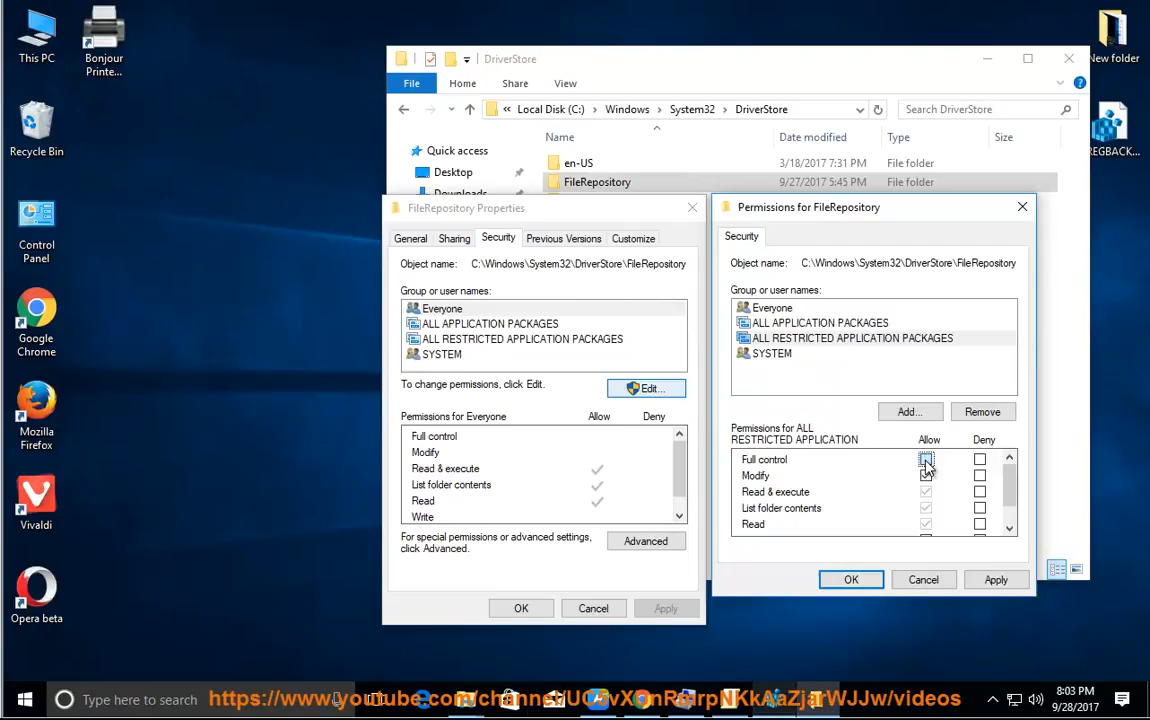 This PC
Bonjour
Printe...
Recycle Bin
Control
Panel
Google
Chrome
Mozilla
Firefox
Vivaldi
Opera beta
New folder
REGBACK...
DriverStore
File
Home
Share
View
« Local Disk (C:) > Windows > System32 > DriverStore
Search DriverStore
Name
Date modified
Type
Size
Quick access
Desktop
Downloads
en-US
3/18/2017 7:31 PM
File folder
FileRepository
9/27/2017 5:45 PM
File folder
FileRepository Properties
General
Sharing
Security
Previous Versions
Customize
Object name: C:\Windows\System32\DriverStore\FileRepository
Group or user names:
Everyone
ALL APPLICATION PACKAGES
ALL RESTRICTED APPLICATION PACKAGES
SYSTEM
To change permissions, click Edit.
Edit...
Permissions for Everyone
Allow
Deny
Full control
Modify
Read & execute
List folder contents
Read
Write
For special permissions or advanced settings,
click Advanced.
Advanced
OK
Cancel
Apply
Permissions for FileRepository
Security
Object name: C:\Windows\System32\DriverStore\FileRepository
Group or user names:
Everyone
ALL APPLICATION PACKAGES
ALL RESTRICTED APPLICATION PACKAGES
SYSTEM
Add...
Remove
Permissions for ALL
RESTRICTED APPLICATION
Allow
Deny
Full control
Modify
Read & execute
List folder contents
Read
OK
Cancel
Apply
Type here to search
8:03 PM
9/28/2017